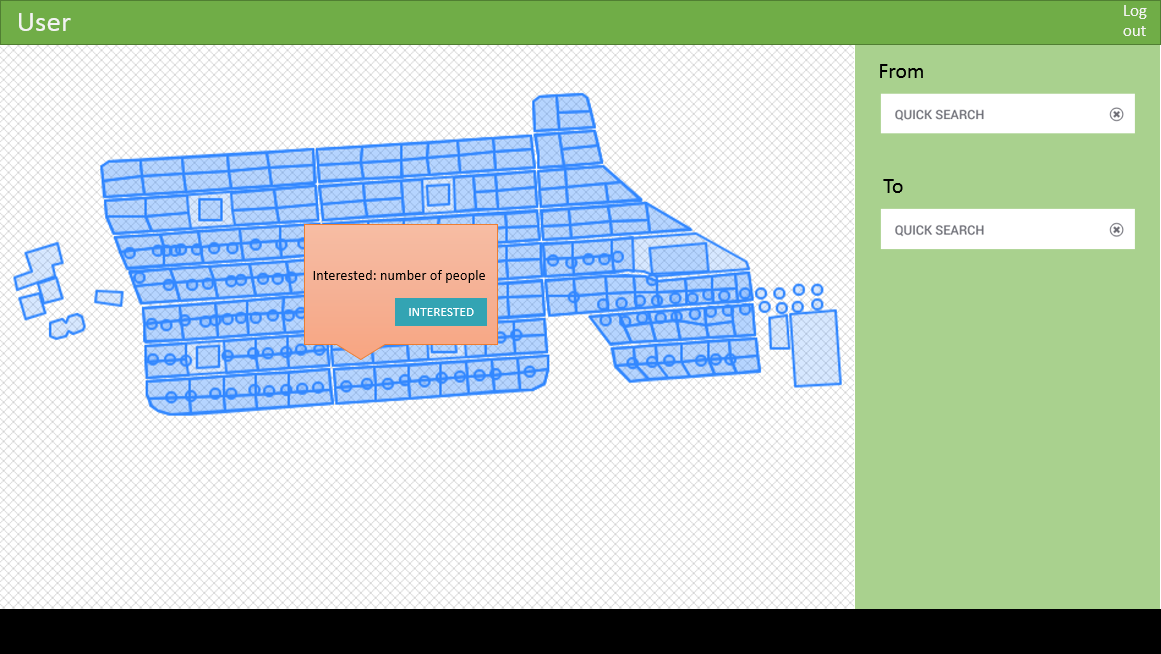 User
Log
out
From
QUICK SEARCH
To
QUICK SEARCH
Interested: number of people
INTERESTED